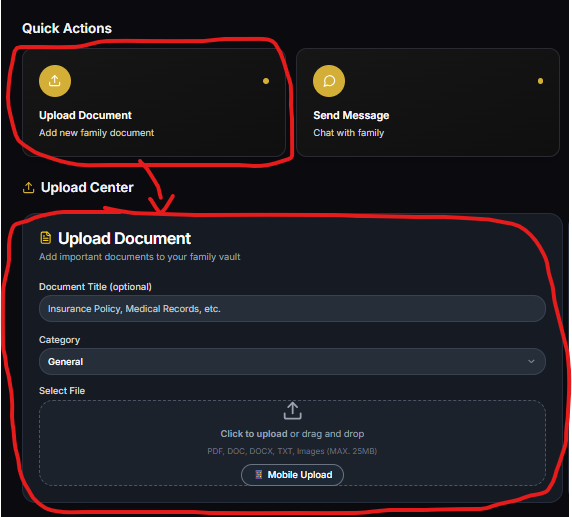 Quick Actions
Upload Document
Add new family document
Send Message
Chat with family
Upload Center
Upload Document
Add important documents to your family vault
Document Title (optional)
Insurance Policy, Medical Records, etc.
Category
General
Select File
Click to upload or drag and drop
PDF, DOC, DOCX, TXT, Images (MAX. 25MB)
Mobile Upload